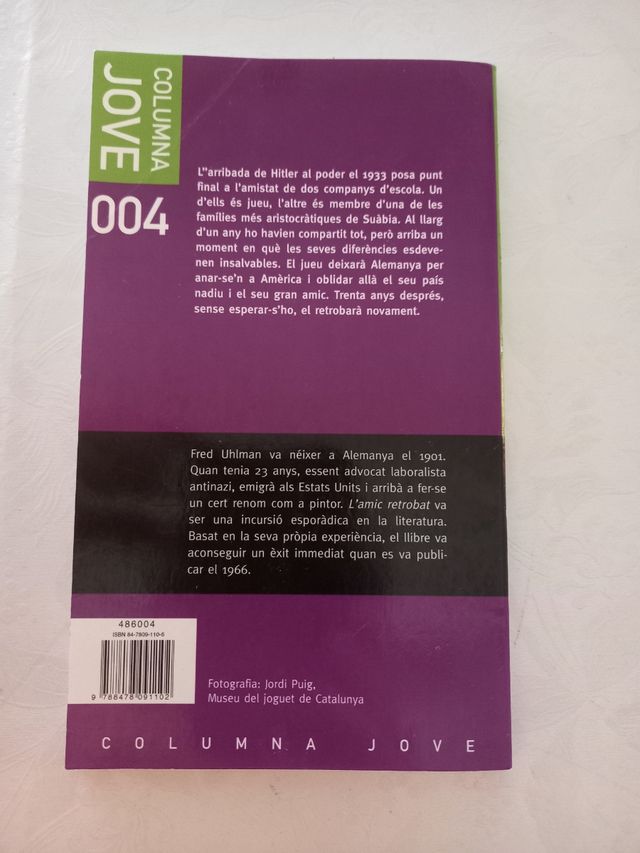 COLUMNA
JOVE
004
L''arribada de Hitler al poder el 1933 posa punt
final a l'amistat de dos companys d'escola. Un
d'ells és jueu, l'altre és membre d'una de les
famílies més aristocràtiques de Suàbia. Al llarg
d'un any ho havien compartit tot, però arriba un
moment en què les seves diferències esdeve-
nen insalvables. El jueu deixarà Alemanya per
anar-se'n a Amèrica i oblidar allà el seu país
nadiu i el seu gran amic. Trenta anys després,
sense esperar-s'ho, el retrobarà novament.
Fred Uhlman va néixer a Alemanya el 1901.
Quan tenia 23 anys, essent advocat laboralista
antinazi, emigrà als Estats Units i arribà a fer-se
un cert renom com a pintor. L'amic retrobat va
ser una incursió esporàdica en la literatura.
Basat en la seva pròpia experiència, el llibre va
aconseguir un èxit immediat quan es va publi-
car el 1966.
486004
ISBN 84-7809-110-5
9 788478 091102
Fotografia: Jordi Puig,
Museu del joguet de Catalunya
COLUMNA JOVE